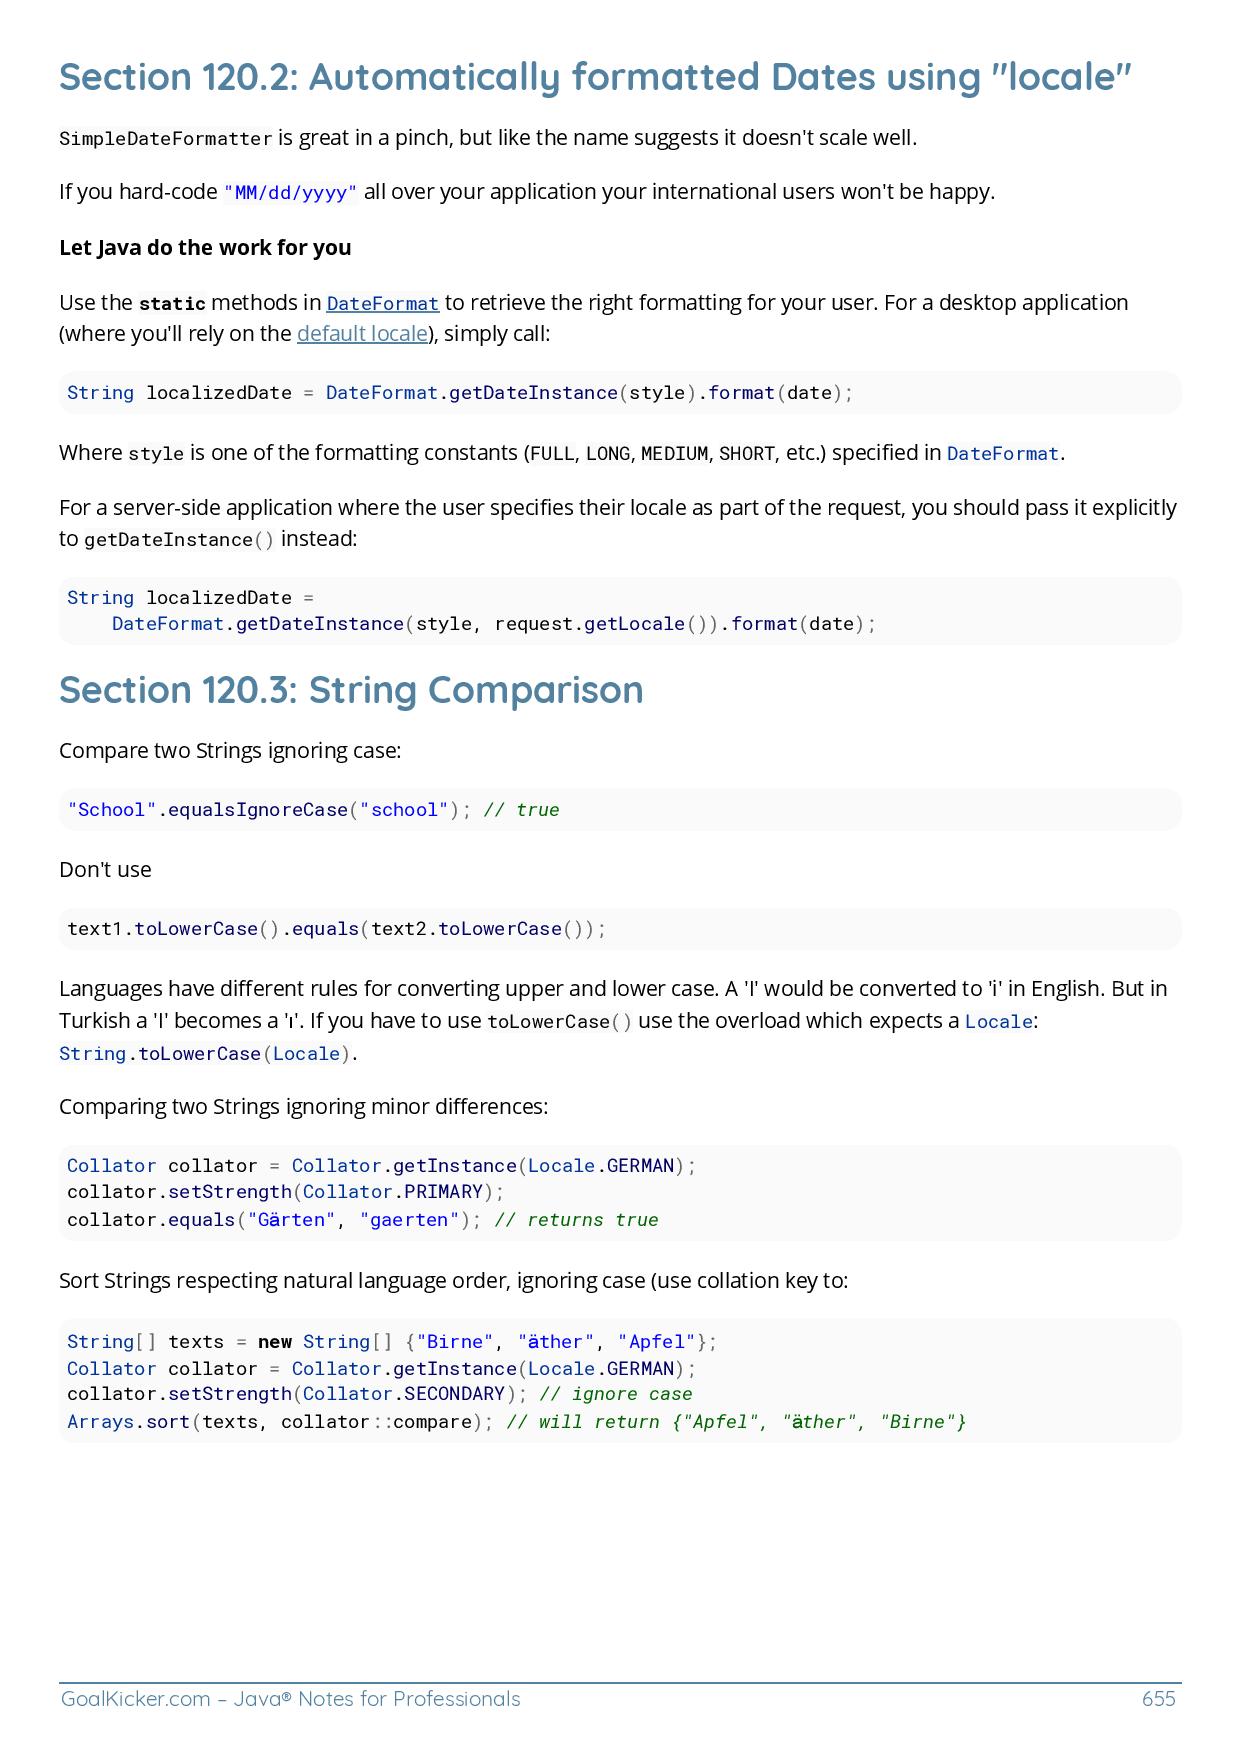 Section 120.2: Automatically formatted Dates using "locale"
SimpleDateFormatter is great in a pinch, but like the name suggests it doesn't scale well.
If you hard-code "MM/dd/yyyy" all over your application your international users won't be happy.
Let Java do the work for you
Use the static methods in DateFormat to retrieve the right formatting for your user. For a desktop application
(where you'll rely on the default locale), simply call:
String localizedDate = DateFormat.getDateInstance(style).format(date);
Where style is one of the formatting constants (FULL, LONG, MEDIUM, SHORT, etc.) specified in DateFormat.
For a server-side application where the user specifies their locale as part of the request, you should pass it explicitly
to getDateInstance() instead:
String localizedDate =
    DateFormat.getDateInstance(style, request.getLocale()).format(date);
Section 120.3: String Comparison
Compare two Strings ignoring case:
"School".equalsIgnoreCase("school"); // true
Don't use
text1.toLowerCase().equals(text2.toLowerCase());
Languages have different rules for converting upper and lower case. A 'I' would be converted to 'i' in English. But in
Turkish a 'I' becomes a 'ı'. If you have to use toLowerCase() use the overload which expects a Locale:
String.toLowerCase(Locale).
Comparing two Strings ignoring minor differences:
Collator collator = Collator.getInstance(Locale.GERMAN);
collator.setStrength(Collator.PRIMARY);
collator.equals("Gärten", "gaerten"); // returns true
Sort Strings respecting natural language order, ignoring case (use collation key to:
String[] texts = new String[] {"Birne", "äther", "Apfel"};
Collator collator = Collator.getInstance(Locale.GERMAN);
collator.setStrength(Collator.SECONDARY); // ignore case
Arrays.sort(texts, collator::compare); // will return {"Apfel", "äther", "Birne"}
GoalKicker.com – Java® Notes for Professionals 655